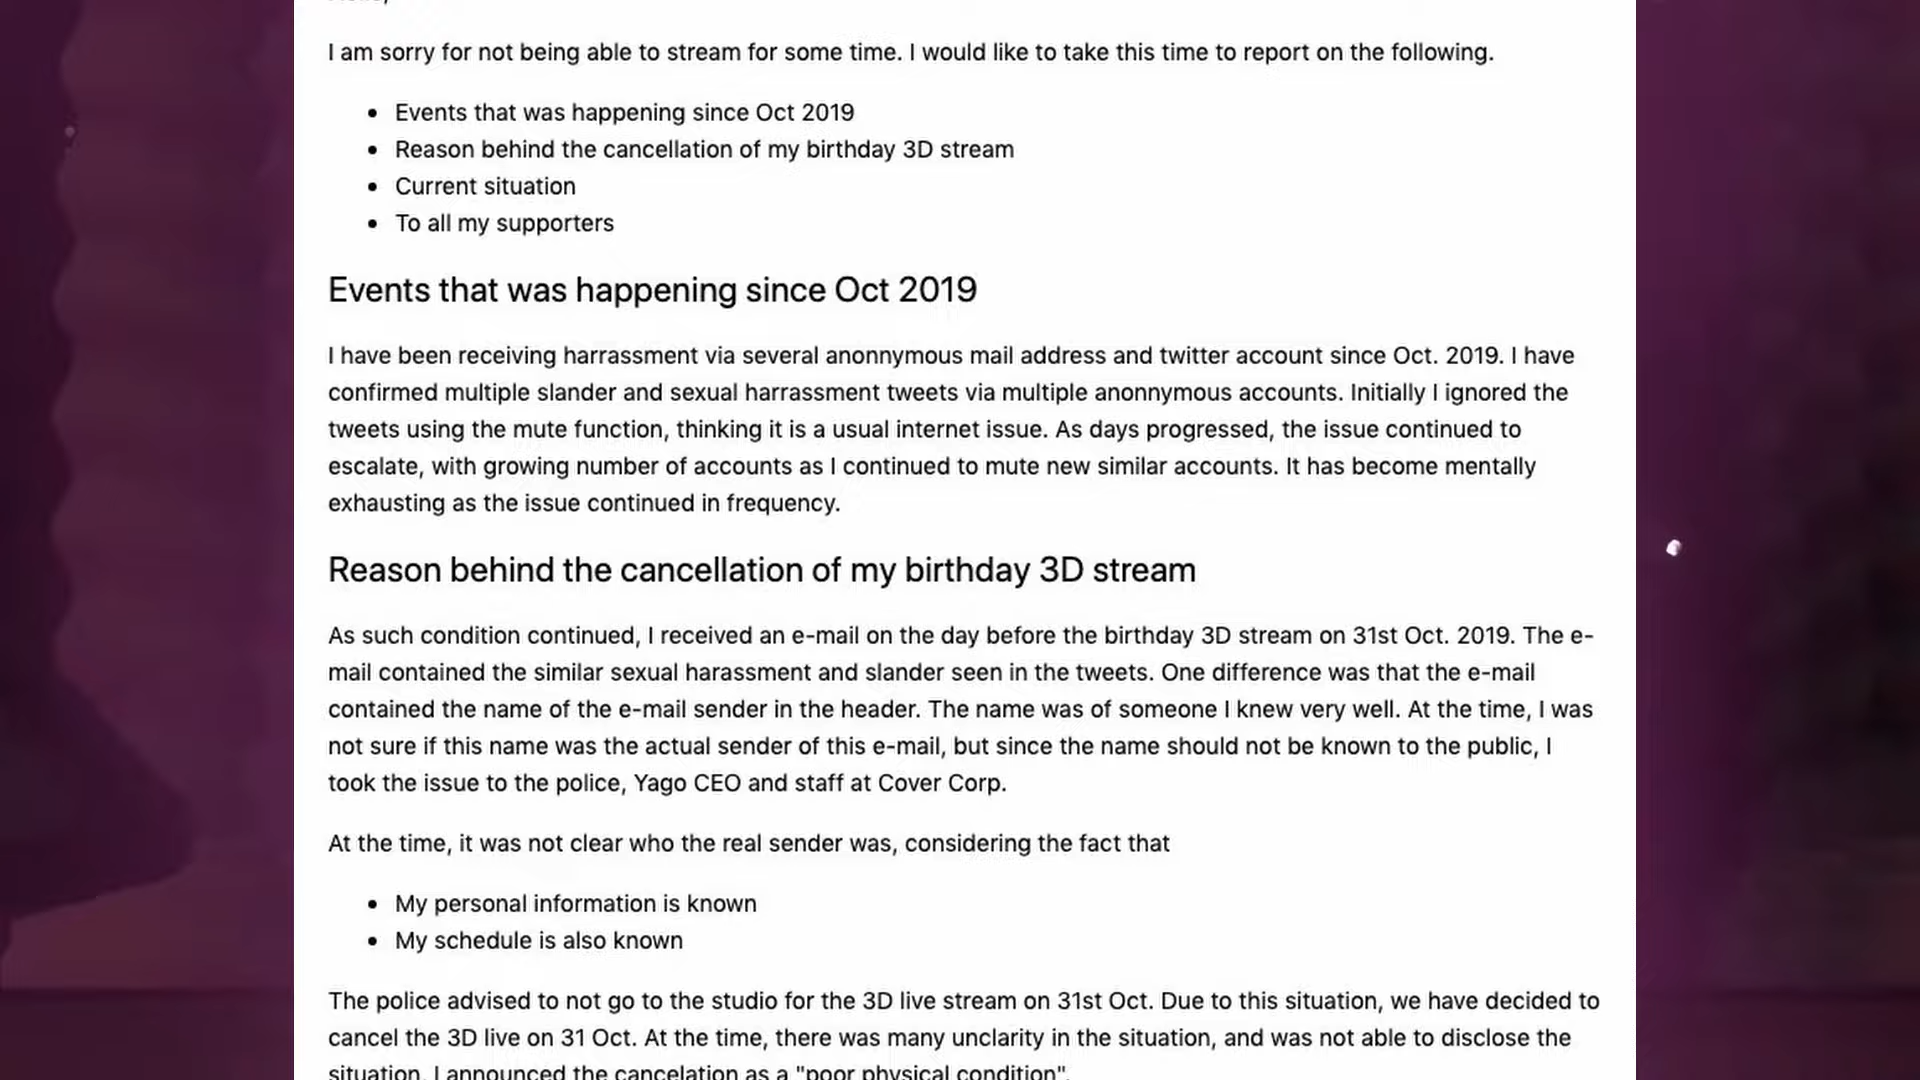 I am sorry for not being able to stream for some time. I would like to take this time to report on the following.
• Events that was happening since Oct 2019
• Reason behind the cancellation of my birthday 3D stream
• Current situation
• To all my supporters
Events that was happening since Oct 2019
I have been receiving harrassment via several anonnymous mail address and twitter account since Oct. 2019. I have
confirmed multiple slander and sexual harrassment tweets via multiple anonnymous accounts. Initially I ignored the
tweets using the mute function, thinking it is a usual internet issue. As days progressed, the issue continued to
escalate, with growing number of accounts as I continued to mute new similar accounts. It has become mentally
exhausting as the issue continued in frequency.
Reason behind the cancellation of my birthday 3D stream
As such condition continued, I received an e-mail on the day before the birthday 3D stream on 31st Oct. 2019. The e-
mail contained the similar sexual harassment and slander seen in the tweets. One difference was that the e-mail
contained the name of the e-mail sender in the header. The name was of someone I knew very well. At the time, I was
not sure if this name was the actual sender of this e-mail, but since the name should not be known to the public, I
took the issue to the police, Yago CEO and staff at Cover Corp.
At the time, it was not clear who the real sender was, considering the fact that
• My personal information is known
• My schedule is also known
The police advised to not go to the studio for the 3D live stream on 31st Oct. Due to this situation, we have decided to
cancel the 3D live on 31 Oct. At the time, there was many unclarity in the situation, and was not able to disclose the
situation. I announced the cancelation as a "poor physical condition".